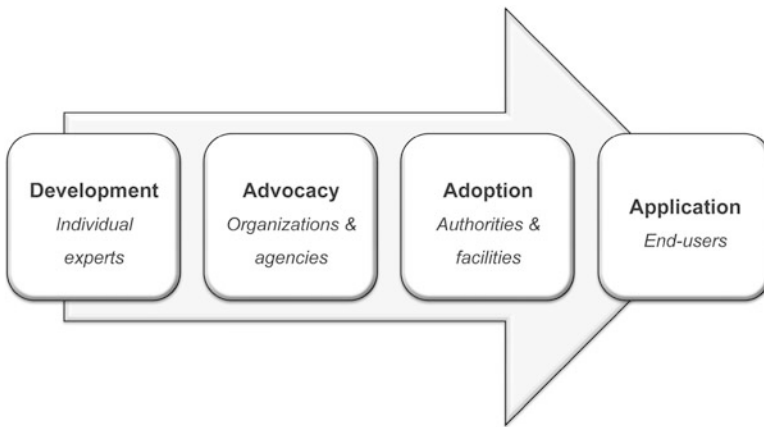 Development
Individual
experts
Advocacy
Organizations &
agencies
Adoption
Authorities &
facilities
Application
End-users